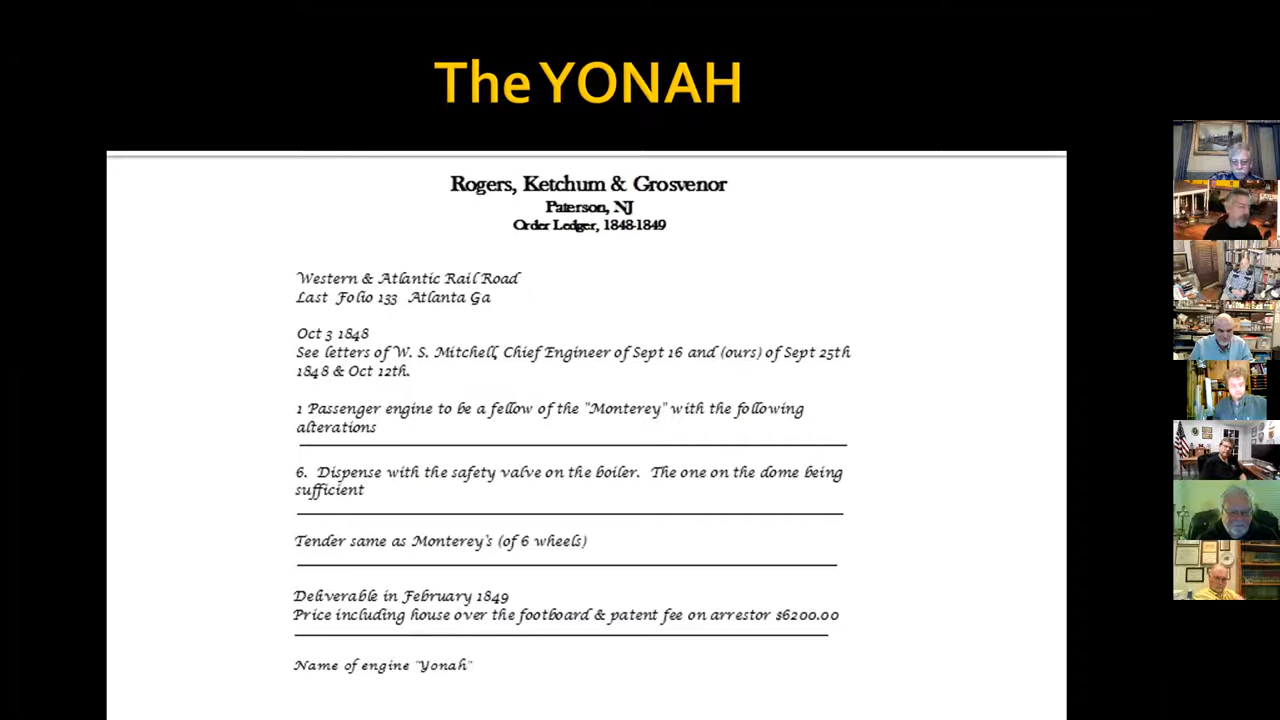 The YONAH
Rogers, Ketchum & Grosvenor
Paterson, NJ
Order Ledger, 1848-1849
Western & Atlantic Rail Road
Last Folio 133 Atlanta Ga
Oct 3 1848
See letters of W. S. Mitchell, Chief Engineer of Sept 16 and (ours) of Sept 25th
1848 & Oct 12th.
1 Passenger engine to be a fellow of the "Monterey" with the following
alterations
6. Dispense with the safety valve on the boiler. The one on the dome being
sufficient
Tender same as Monterey's (of 6 wheels)
Deliverable in February 1849
Price including house over the footboard & patent fee on arrestor $6200.00
Name of engine "Yonah"